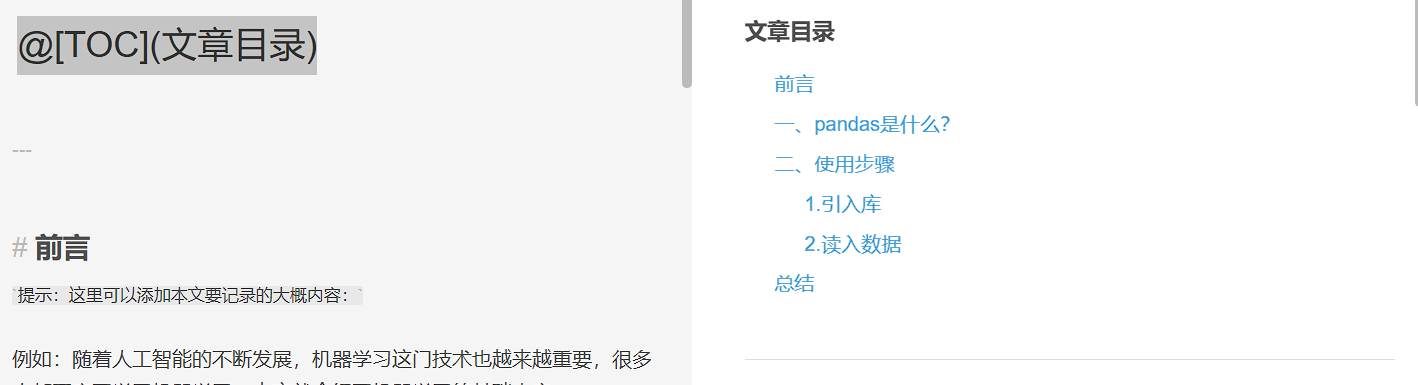 @[TOC](文章目录)
---
# 前言
`提示：这里可以添加本文要记录的大概内容：`
例如：随着人工智能的不断发展，机器学习这门技术也越来越重要，很多
文章目录
前言
一、pandas是什么？
二、使用步骤
1.引入库
2.读入数据
总结